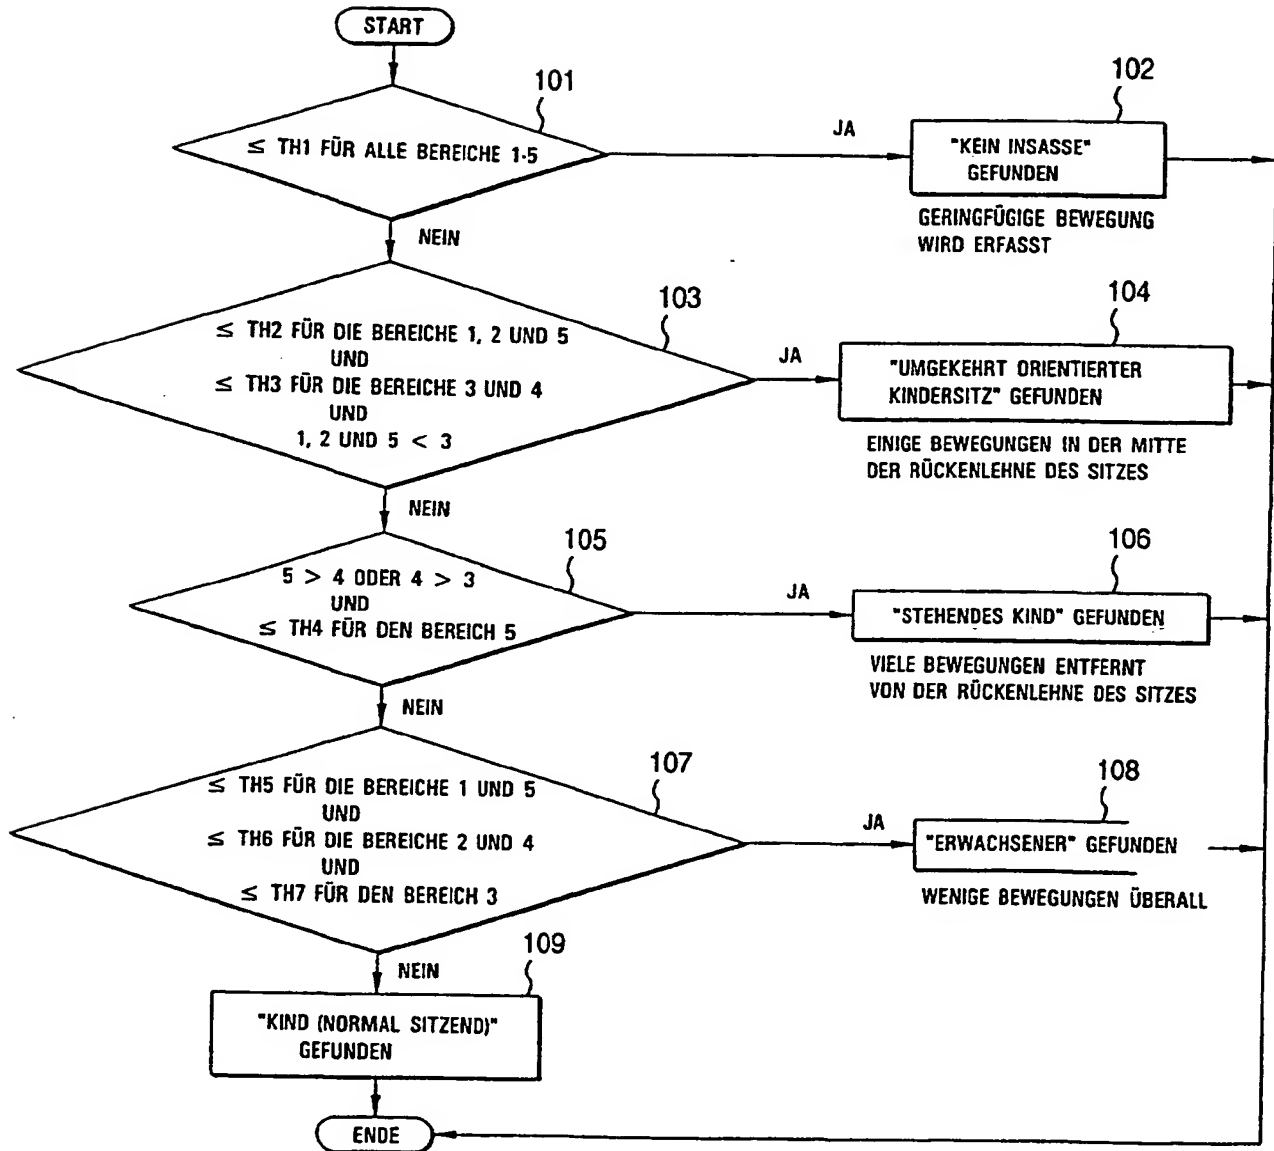 START
101
≤ TH1 FÜR ALLE BEREICHE 1-5
JA
102
"KEIN INSASSE"
GEFUNDEN
GERINGFÜGIGE BEWEGUNG
WIRD ERFASST
NEIN
103
≤ TH2 FÜR DIE BEREICHE 1, 2 UND 5
UND
≤ TH3 FÜR DIE BEREICHE 3 UND 4
UND
1, 2 UND 5 < 3
JA
104
"UMGEKEHRT ORIENTIERTER
KINDERSITZ" GEFUNDEN
EINIGE BEWEGUNGEN IN DER MITTE
DER RÜCKENLEHNE DES SITZES
NEIN
105
5 > 4 ODER 4 > 3
UND
≤ TH4 FÜR DEN BEREICH 5
JA
106
"STEHENDES KIND" GEFUNDEN
VIELE BEWEGUNGEN ENTFERNT
VON DER RÜCKENLEHNE DES SITZES
NEIN
107
≤ TH5 FÜR DIE BEREICHE 1 UND 5
UND
≤ TH6 FÜR DIE BEREICHE 2 UND 4
UND
≤ TH7 FÜR DEN BEREICH 3
JA
108
"ERWACHSENER" GEFUNDEN
WENIGE BEWEGUNGEN ÜBERALL
NEIN
109
"KIND (NORMAL SITZEND)"
GEFUNDEN
ENDE